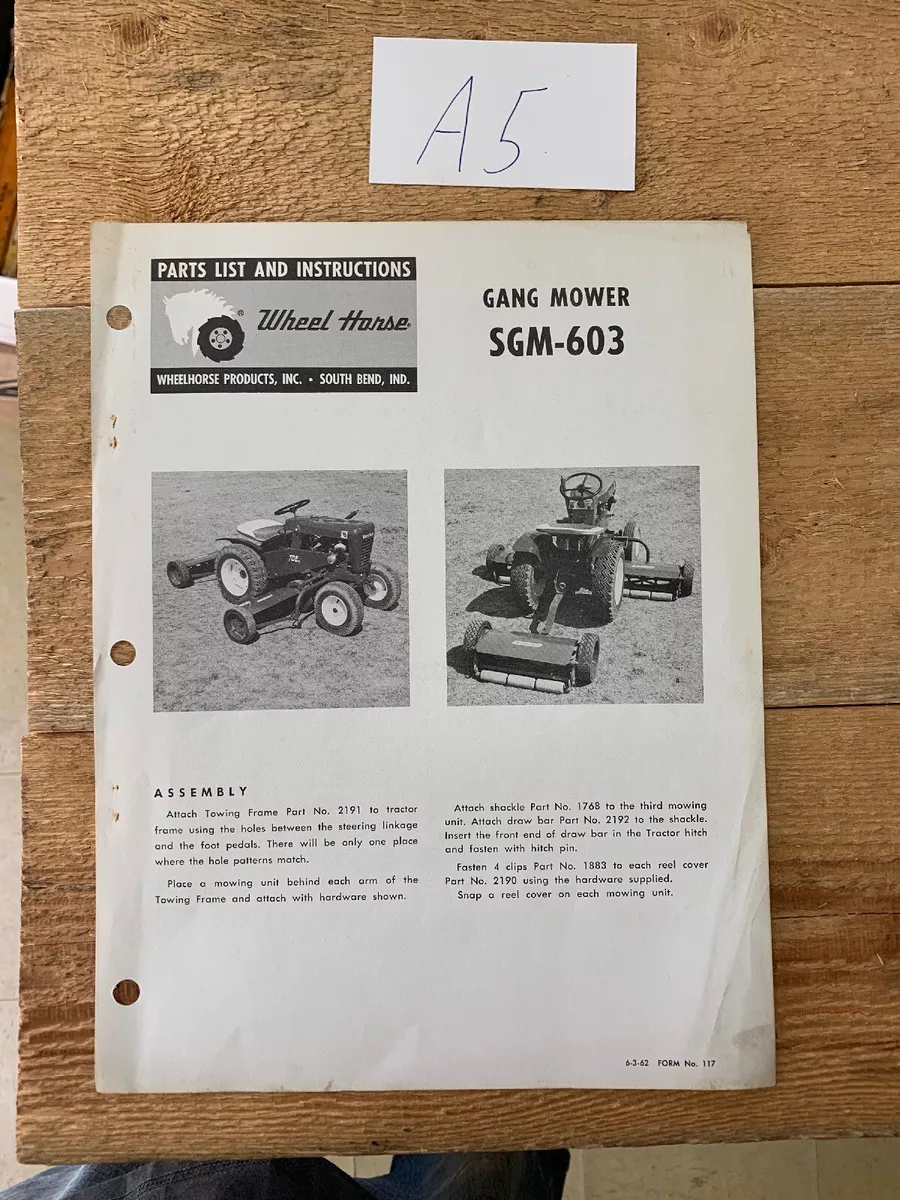 A5
PARTS LIST AND INSTRUCTIONS
Wheel Horse®
WHEELHORSE PRODUCTS, INC. • SOUTH BEND, IND.
GANG MOWER
SGM-603
ASSEMBLY
Attach Towing Frame Part No. 2191 to tractor
frame using the holes between the steering linkage
and the foot pedals. There will be only one place
where the hole patterns match.
Place a mowing unit behind each arm of the
Towing Frame and attach with hardware shown.
Attach shackle Part No. 1768 to the third mowing
unit. Attach draw bar Part No. 2192 to the shackle.
Insert the front end of draw bar in the Tractor hitch
and fasten with hitch pin.
Fasten 4 clips Part No. 1883 to each reel cover
Part No. 2190 using the hardware supplied.
Snap a reel cover on each mowing unit.
6-3-62 FORM No. 117